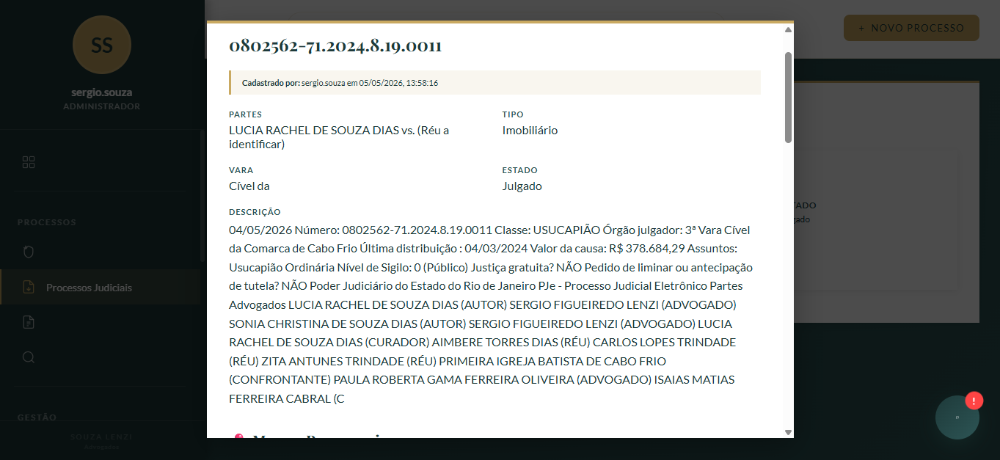 SS
sergio.souza
ADMINISTRADOR
PROCESSOS
Processos Judiciais
GESTÃO
SOUZA LENZI
Advogados
+ NOVO PROCESSO
0802562-71.2024.8.19.0011
Cadastrado por: sergio.souza em 05/05/2026, 13:58:16
PARTES
LUCIA RACHEL DE SOUZA DIAS vs. (Réu a
identificar)
TIPO
Imobiliário
VARA
Cível da
ESTADO
Julgado
DESCRIÇÃO
04/05/2026 Número: 0802562-71.2024.8.19.0011 Classe: USUCAPIÃO Órgão julgador: 3ª Vara Cível
da Comarca de Cabo Frio Última distribuição : 04/03/2024 Valor da causa: R$ 378.684,29 Assuntos:
Usucapião Ordinária Nível de Sigilo: 0 (Público) Justiça gratuita? NÃO Pedido de liminar ou antecipação
de tutela? NÃO Poder Judiciário do Estado do Rio de Janeiro PJe - Processo Judicial Eletrônico Partes
Advogados LUCIA RACHEL DE SOUZA DIAS (AUTOR) SERGIO FIGUEIREDO LENZI (ADVOGADO)
SONIA CHRISTINA DE SOUZA DIAS (AUTOR) SERGIO FIGUEIREDO LENZI (ADVOGADO) LUCIA
RACHEL DE SOUZA DIAS (CURADOR) AIMBERE TORRES DIAS (RÉU) CARLOS LOPES TRINDADE
(RÉU) ZITA ANTUNES TRINDADE (RÉU) PRIMEIRA IGREJA BATISTA DE CABO FRIO
(CONFRONTANTE) PAULA ROBERTA GAMA FERREIRA OLIVEIRA (ADVOGADO) ISAIAS MATIAS
FERREIRA CABRAL (C
TADO
gado
!